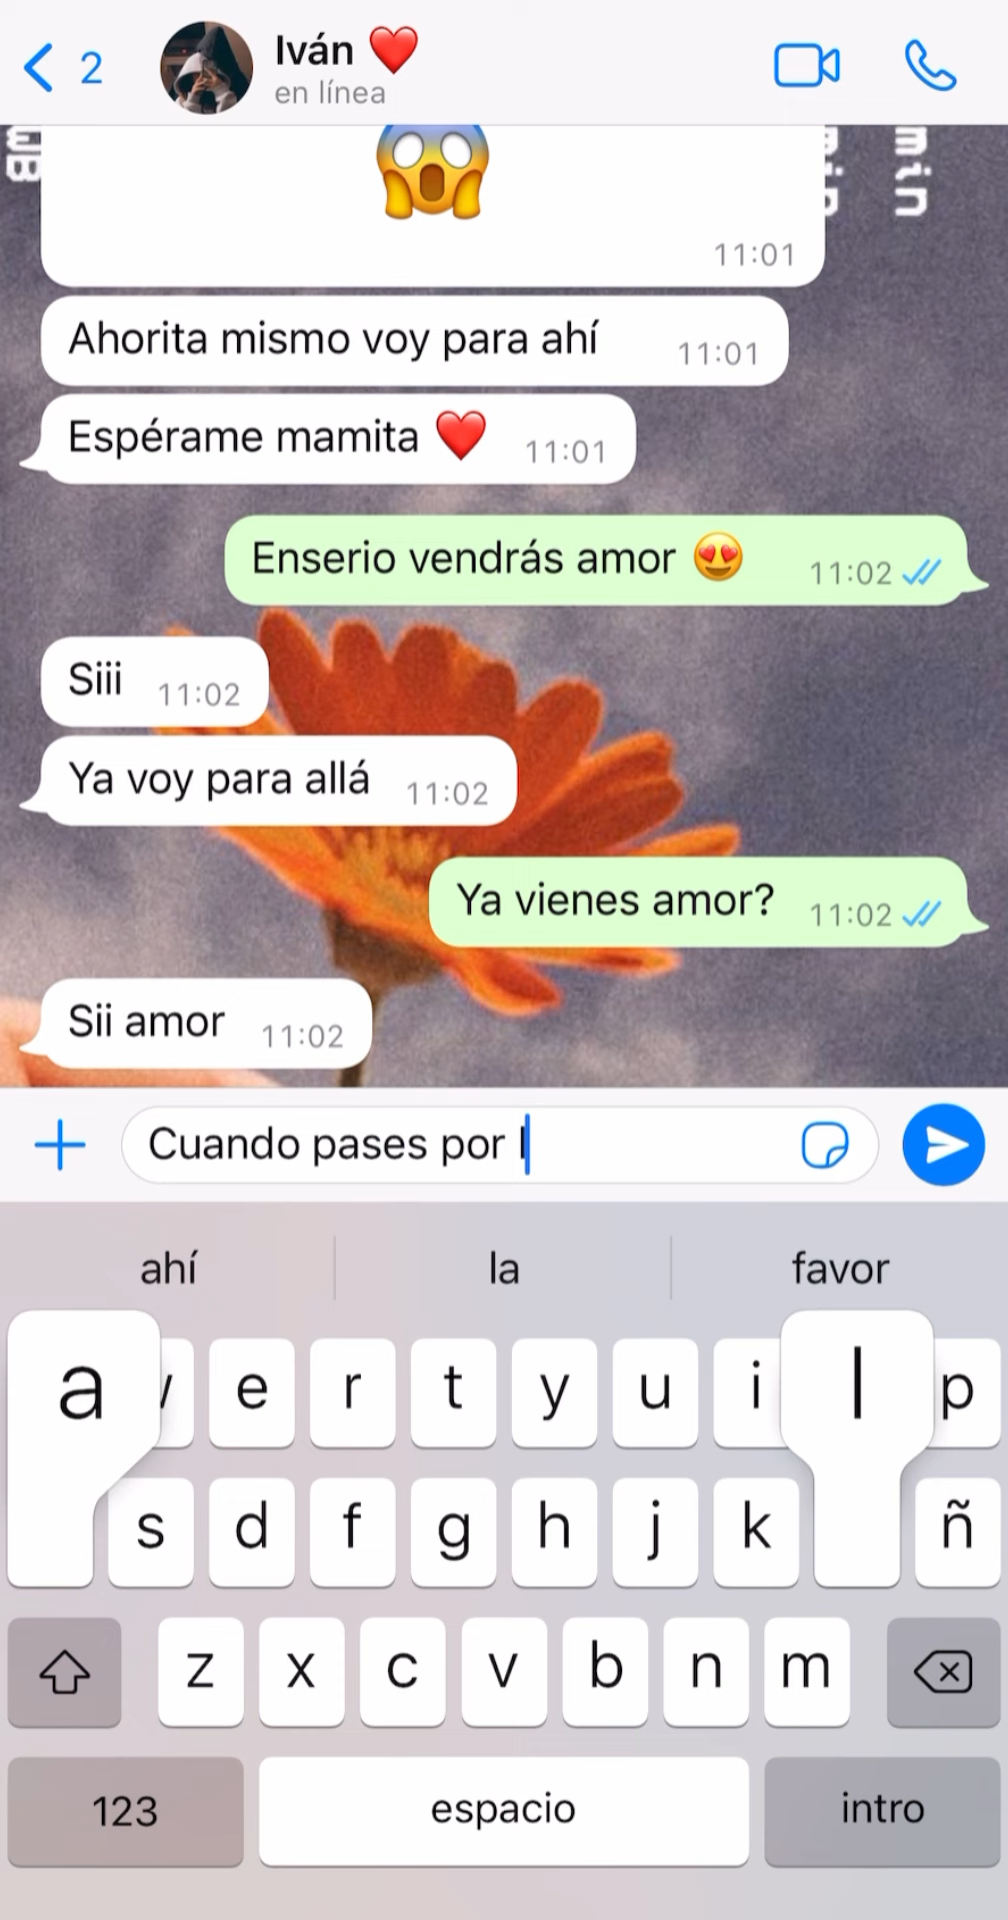 2
Iván ❤️
en línea
min
11:01
Ahorita mismo voy para ahí 11:01
Espérame mamita ❤️ 11:01
Enserio vendrás amor 😍 11:02
Siii 11:02
Ya voy para allá 11:02
Ya vienes amor? 11:02
Sii amor 11:02
Cuando pases por l
ahí la favor
a e r t y u i l p
s d f g h j k ñ
z x c v b n m
123 espacio intro